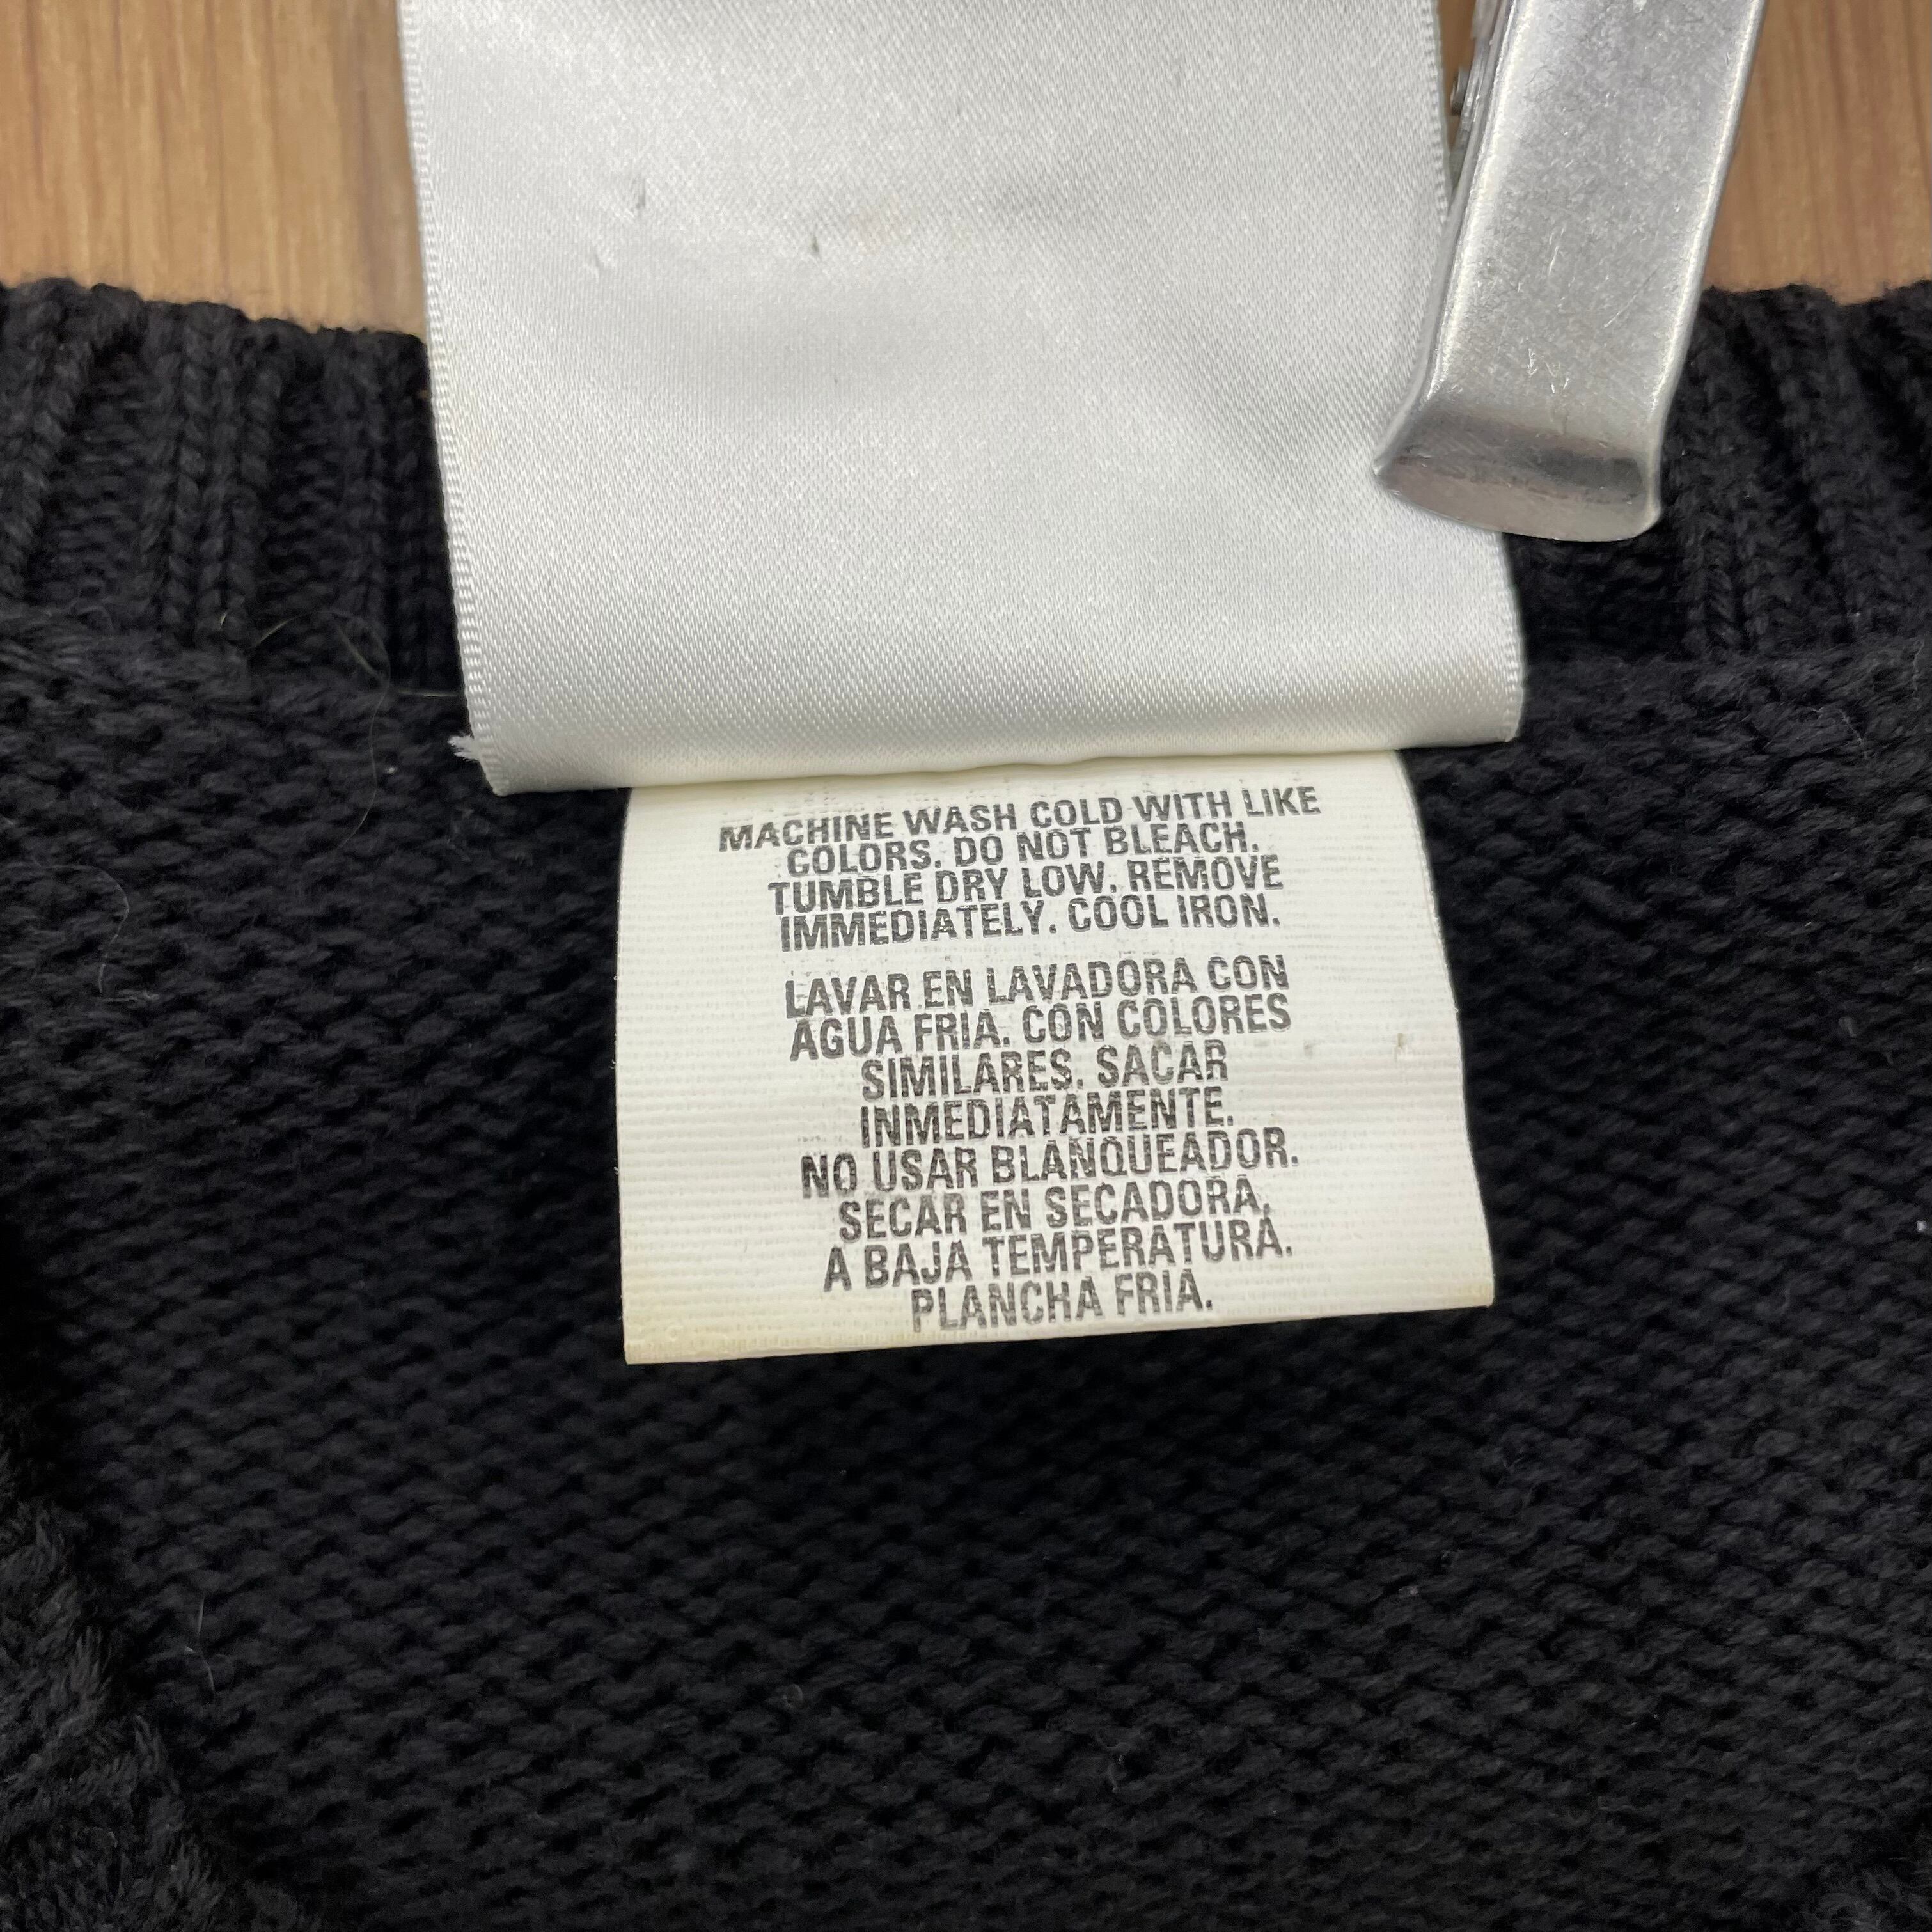 MACHINE WASH COLD WITH LIKE
COLORS. DO NOT BLEACH.
TUMBLE DRY LOW. REMOVE
IMMEDIATELY. COOL IRON.
LAVAR EN LAVADORA CON
AGUA FRIA. CON COLORES
SIMILARES. SACAR
INMEDIATAMENTE.
NO USAR BLANQUEADOR.
SECAR EN SECADORA,
A BAJA TEMPERATURA.
PLANCHA FRIA.